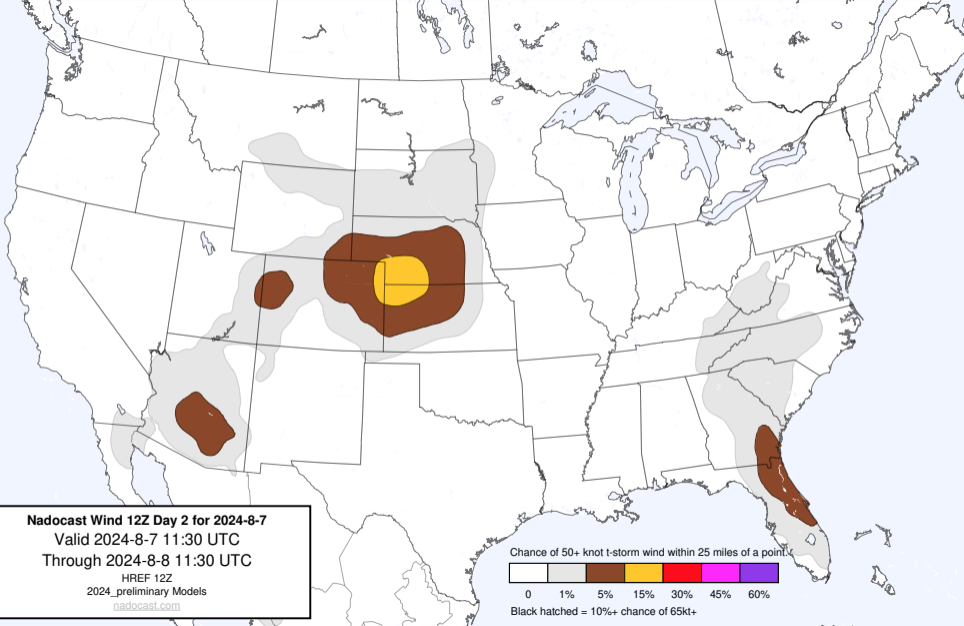 Nadocast Wind 12Z Day 2 for 2024-8-7
Valid 2024-8-7 11:30 UTC
Through 2024-8-8 11:30 UTC
HREF 12Z
2024_preliminary Models
nadocast.com
Chance of 50+ knot t-storm wind within 25 miles of a point.
0 1% 5% 15% 30% 45% 60%
Black hatched = 10%+ chance of 65kt+